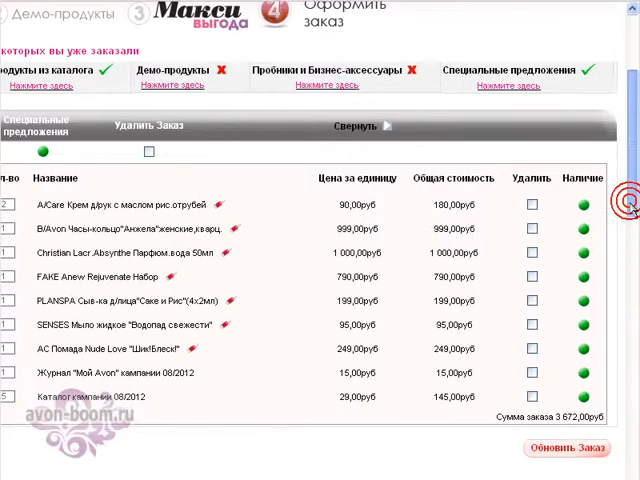 2 Демо-продукты 3 Макси выгода 4 Оформить заказ
которых вы уже заказали
родукты из каталога Демо-продукты Пробники и Бизнес-аксессуары Специальные предложения
Нажмите здесь Нажмите здесь Нажмите здесь Нажмите здесь
Специальные предложения Удалить Заказ Свернуть
л-во Название Цена за единицу Общая стоимость Удалить Наличие
2 A/Care Крем д/рук с маслом рис.отрубей 90,00руб 180,00руб
1 B/Avon Часы-кольцо"Анжела"женские,кварц. 999,00руб 999,00руб
1 Christian Lacr.Absynthe Парфюм.вода 50мл 1 000,00руб 1 000,00руб
1 FAKE Anew Rejuvenate Набор 790,00руб 790,00руб
1 PLANSPA Сыв-ка д/лица"Саке и Рис"(4х2мл) 199,00руб 199,00руб
1 SENSES Мыло жидкое "Водопад свежести" 95,00руб 95,00руб
1 АС Помада Nude Love "Шик!Блеск!" 249,00руб 249,00руб
1 Журнал "Мой Avon" кампании 08/2012 15,00руб 15,00руб
5 Каталог кампании 08/2012 29,00руб 145,00руб
avon-boom.ru
Сумма заказа 3 672,00руб
Обновить Заказ